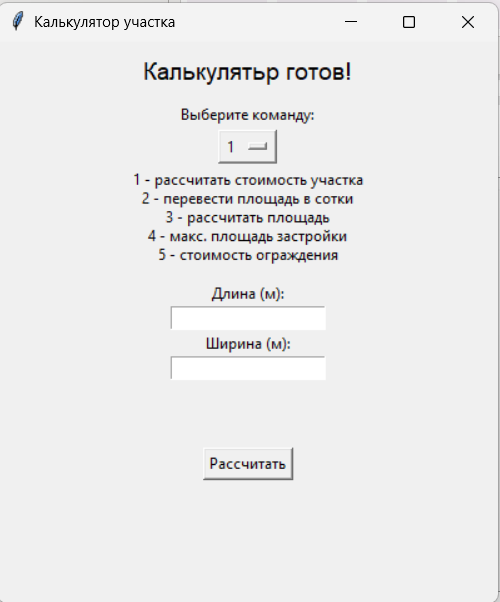 Калькулятор участка
Калькулятьр готов!
Выберите команду:
1
1 - рассчитать стоимость участка
2 - перевести площадь в сотки
3 - рассчитать площадь
4 - макс. площадь застройки
5 - стоимость ограждения
Длина (м):
Ширина (м):
Рассчитать